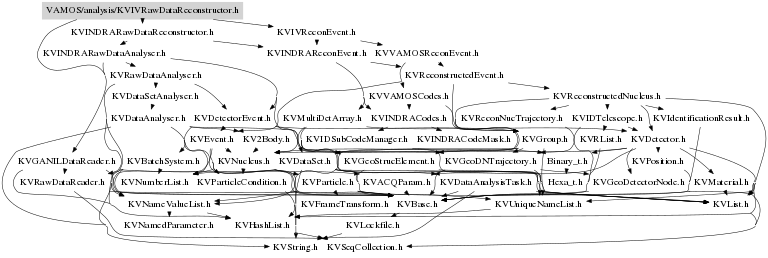 VAMOS/analysis/KVIVRawDataReconstructor.h
KVINDRARawDataReconstructor.h KVIVReconEvent.h
KVINDRARawDataAnalyser.h KVINDRAReconEvent.h KVVAMOSReconEvent.h
KVRawDataAnalyser.h KVReconstructedEvent.h
KVDataSetAnalyser.h KVVAMOSCodes.h KVReconstructedNucleus.h
KVDataAnalyser.h KVDetectorEvent.h KVMultiDetArray.h KVINDRACodes.h KVReconNucTrajectory.h KVIDTelescope.h KVIdentificationResult.h
KVEvent.h KV2Body.h KVIDSubCodeManager.h KVINDRACodeMask.h KVGroup.h KVRList.h KVDetector.h
KVGANILDataReader.h KVBatchSystem.h KVNucleus.h KVDataSet.h KVGeoStrucElement.h KVGeoDNTrajectory.h Binary_t.h KVPosition.h
KVRawDataReader.h KVNumberList.h KVParticleCondition.h KVParticle.h KVACQParam.h KVDataAnalysisTask.h Hexa_t.h KVGeoDetectorNode.h KVMaterial.h
KVNameValueList.h KVFrameTransform.h KVBase.h KVUniqueNameList.h KVList.h
KVNamedParameter.h KVHashList.h KVLockfile.h
KVString.h KVSeqCollection.h